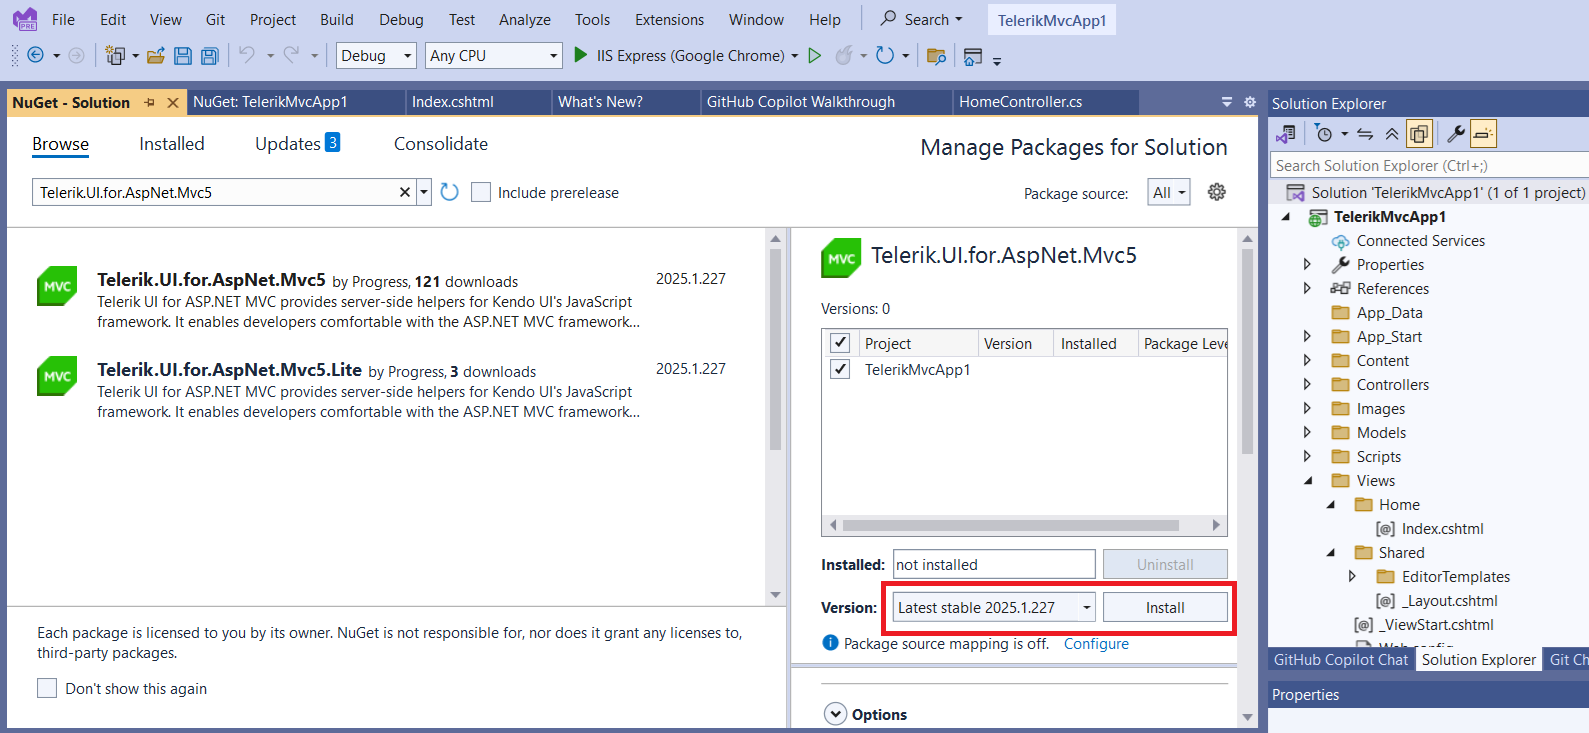 File Edit View Git Project Build Debug Test Analyze Tools Extensions Window Help Search TelerikMvcApp1
PRE
Debug Any CPU IIS Express (Google Chrome)
NuGet - Solution NuGet: TelerikMvcApp1 Index.cshtml What's New? GitHub Copilot Walkthrough HomeController.cs
Browse Installed Updates 3 Consolidate
Manage Packages for Solution
Telerik.UI.for.AspNet.Mvc5 Include prerelease
Package source: All
MVC
Telerik.UI.for.AspNet.Mvc5 by Progress, 121 downloads 2025.1.227
Telerik UI for ASP.NET MVC provides server-side helpers for Kendo UI's JavaScript
framework. It enables developers comfortable with the ASP.NET MVC framework...
MVC
Telerik.UI.for.AspNet.Mvc5.Lite by Progress, 3 downloads 2025.1.227
Telerik UI for ASP.NET MVC provides server-side helpers for Kendo UI's JavaScript
framework. It enables developers comfortable with the ASP.NET MVC framework...
Each package is licensed to you by its owner. NuGet is not responsible for, nor does it grant any licenses to,
third-party packages.
Don't show this again
MVC
Telerik.UI.for.AspNet.Mvc5
Versions: 0
Project Version Installed Package Leve
TelerikMvcApp1
Installed: not installed Uninstall
Version: Latest stable 2025.1.227 Install
Package source mapping is off. Configure
Options
Solution Explorer
Search Solution Explorer (Ctrl+;)
Solution 'TelerikMvcApp1' (1 of 1 project)
TelerikMvcApp1
Connected Services
Properties
References
App_Data
App_Start
Content
Controllers
Images
Models
Scripts
Views
Home
[@] Index.cshtml
Shared
EditorTemplates
[@] _Layout.cshtml
[@] _ViewStart.cshtml
GitHub Copilot Chat Solution Explorer Git Ch
Properties